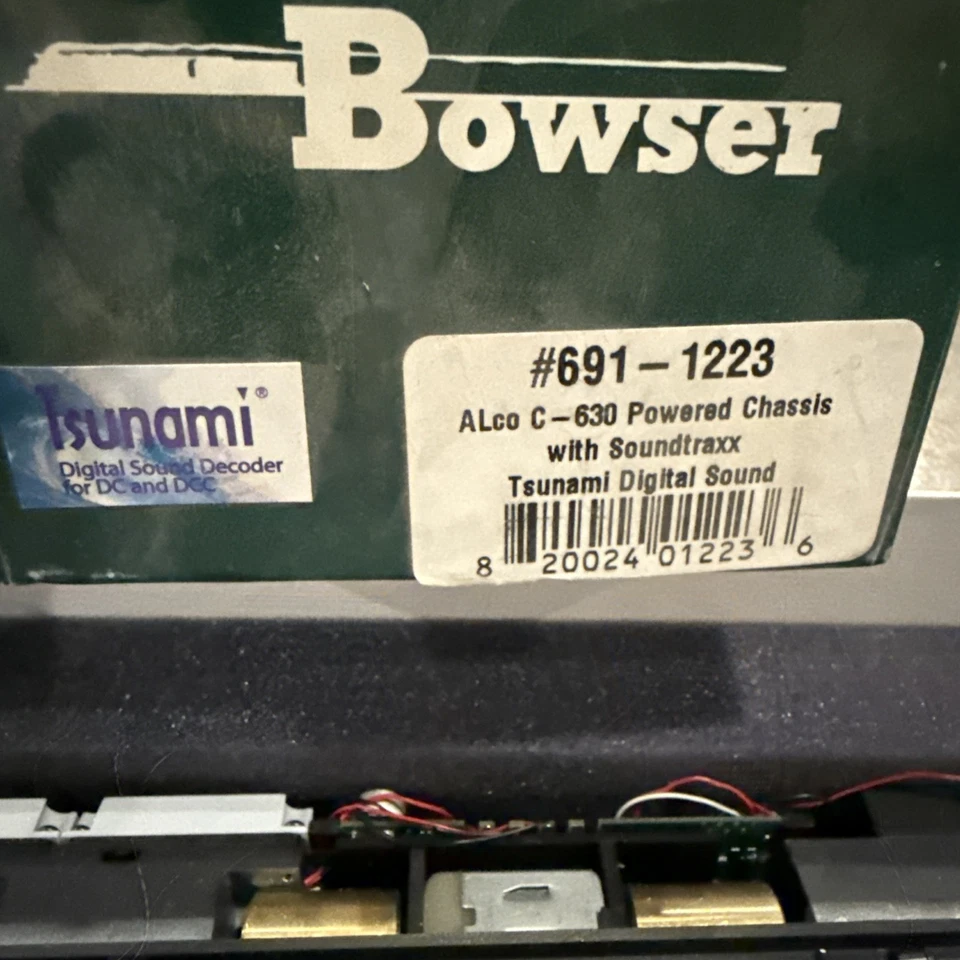 Bowser
#691-1223
ALco C-630 Powered Chassis
with Soundtraxx
Tsunami Digital Sound
8 20024 01223 6
Tsunami®
Digital Sound Decoder
for DC and DCC